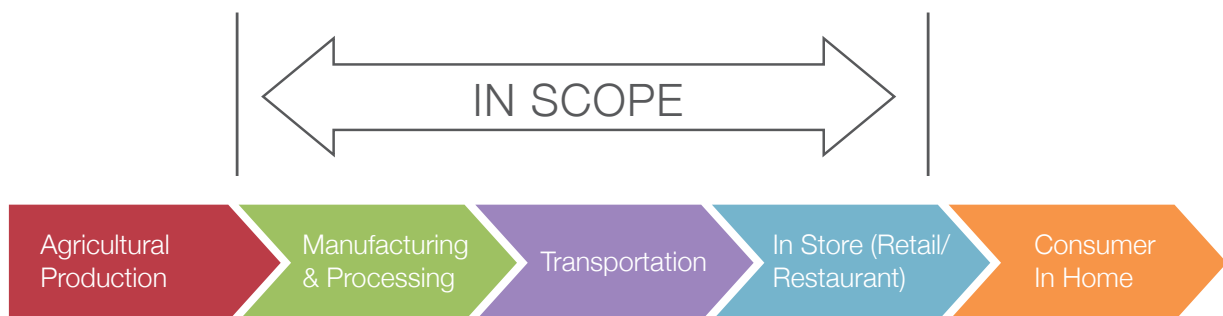 IN SCOPE
Agricultural
Production
Manufacturing
& Processing
Transportation
In Store (Retail/
Restaurant)
Consumer
In Home